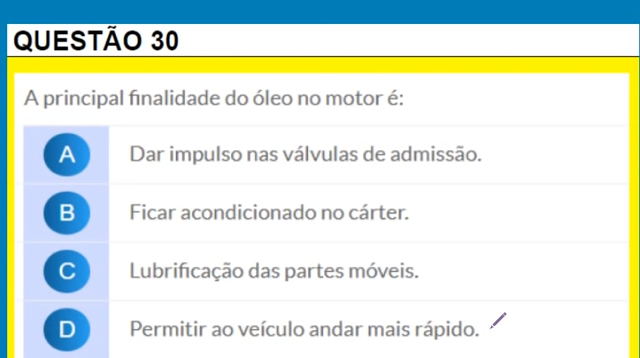 QUESTÃO 30
A principal finalidade do óleo no motor é:
A Dar impulso nas válvulas de admissão.
B Ficar acondicionado no cárter.
C Lubrificação das partes móveis.
D Permitir ao veículo andar mais rápido.